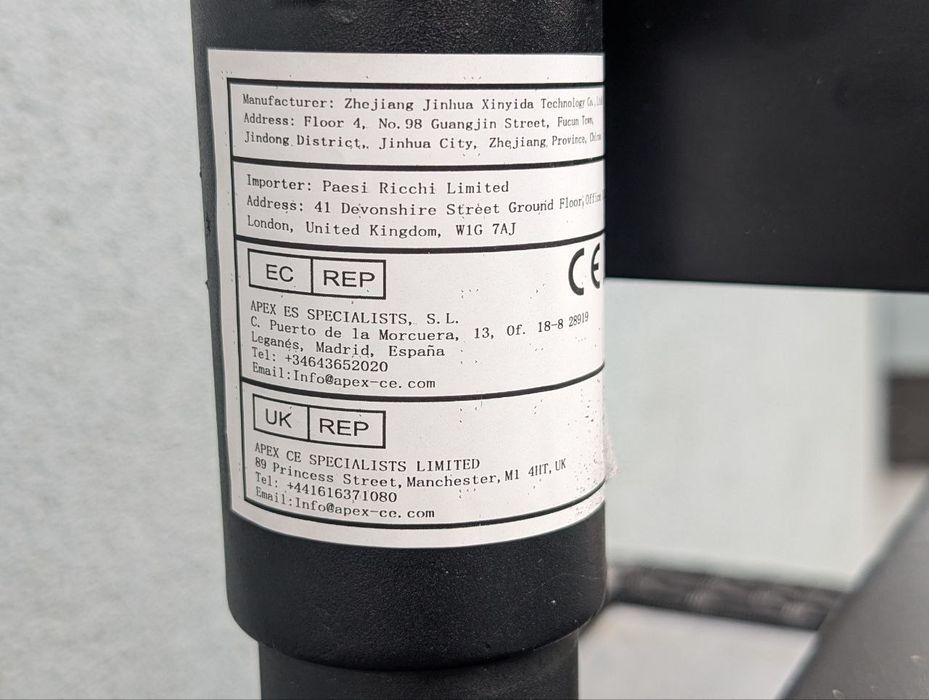 Manufacturer: Zhejiang Jinhua Xinyida Technology Co.,
Address: Floor 4, No.98 Guangjin Street, Fucun Town,
Jindong District, Jinhua City, Zhejiang Province, China
Importer: Paesi Ricchi Limited
Address: 41 Devonshire Street Ground Floor, Office
London, United Kingdom, W1G 7AJ
CE
EC REP
APEX ES SPECIALISTS, S.L.
C. Puerto de la Morcuera, 13, Of. 18-8 28919
Leganés, Madrid, España
Tel: +34643652020
Email:Info@apex-ce.com
UK REP
APEX CE SPECIALISTS LIMITED
89 Princess Street, Manchester, M1 4HT, UK
Tel: +441616371080
Email:Info@apex-ce.com